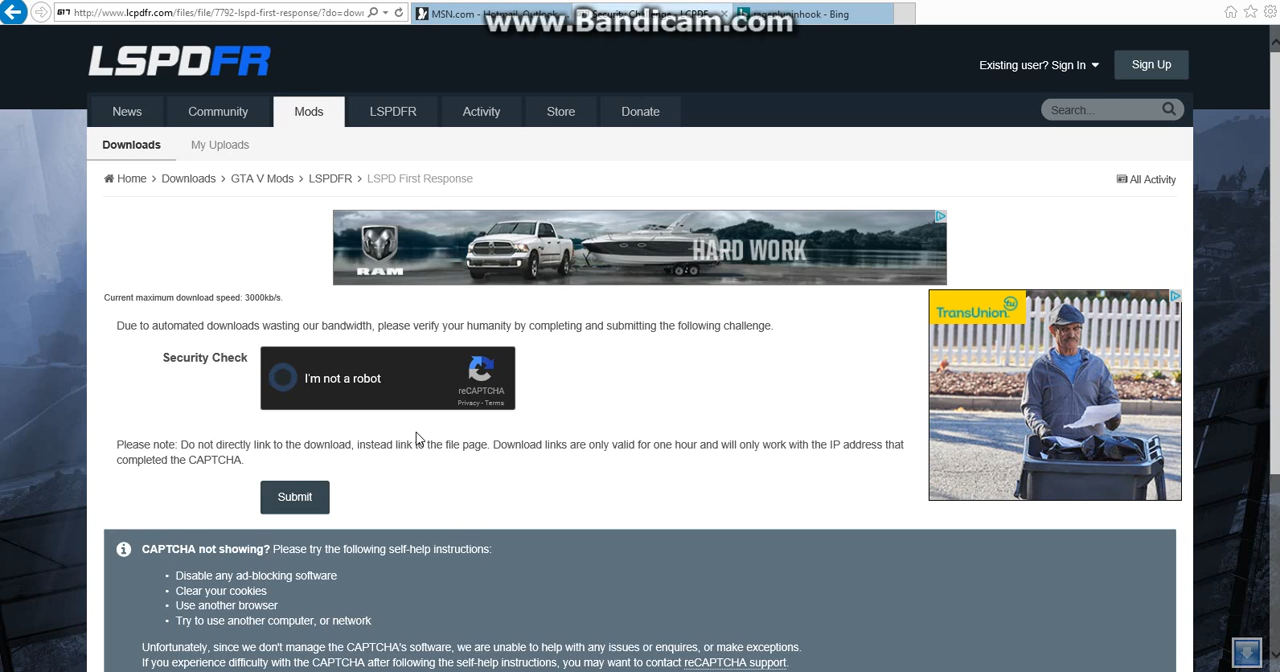 http://www.lcpdfr.com/files/file/7792-lspd-first-response/?do=dow
MSN.com - Hotmail, Outlook
Security Challenge - LCPDF
- Bing
www.Bandicam.com
LSPDFR
Existing user? Sign In
Sign Up
News
Community
Mods
LSPDFR
Activity
Store
Donate
Search...
Downloads
My Uploads
Home > Downloads > GTA V Mods > LSPDFR > LSPD First Response
All Activity
RAM
HARD WORK
Current maximum download speed: 3000kb/s.
TransUnion
tu
Due to automated downloads wasting our bandwidth, please verify your humanity by completing and submitting the following challenge.
Security Check
I'm not a robot
reCAPTCHA
Privacy - Terms
Please note: Do not directly link to the download, instead link to the file page. Download links are only valid for one hour and will only work with the IP address that
completed the CAPTCHA.
Submit
CAPTCHA not showing? Please try the following self-help instructions:
• Disable any ad-blocking software
• Clear your cookies
• Use another browser
• Try to use another computer, or network
Unfortunately, since we don't manage the CAPTCHA's software, we are unable to help with any issues or enquires, or make exceptions.
If you experience difficulty with the CAPTCHA after following the self-help instructions, you may want to contact reCAPTCHA support.